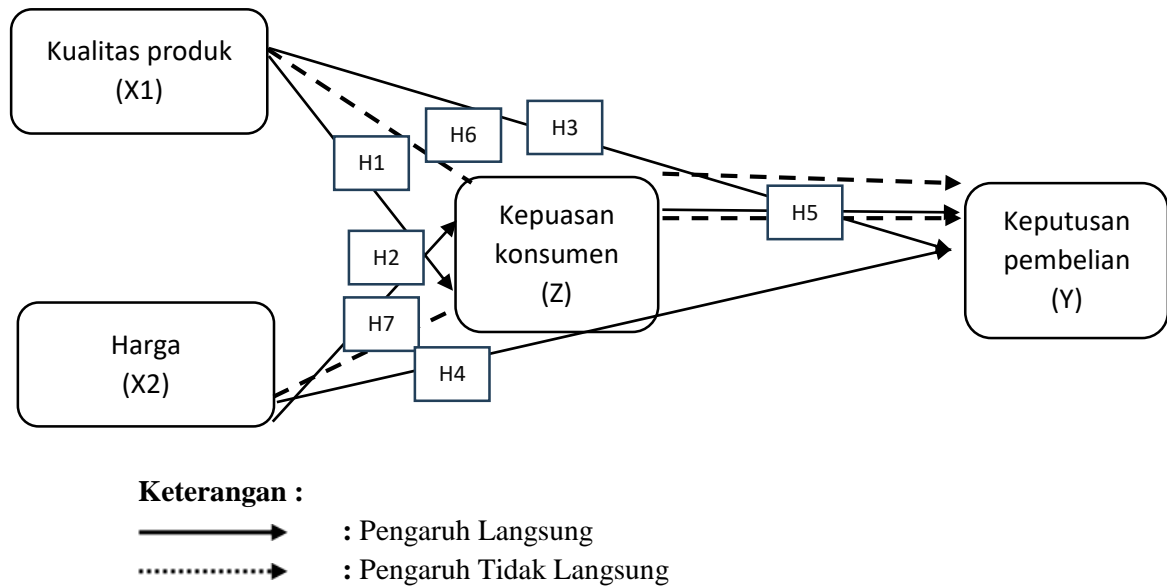 Kualitas produk
(X1)
H6
H3
H1
Kepuasan
konsumen
(Z)
H5
Keputusan
pembelian
(Y)
H2
H7
Harga
(X2)
H4
Keterangan :
: Pengaruh Langsung
: Pengaruh Tidak Langsung